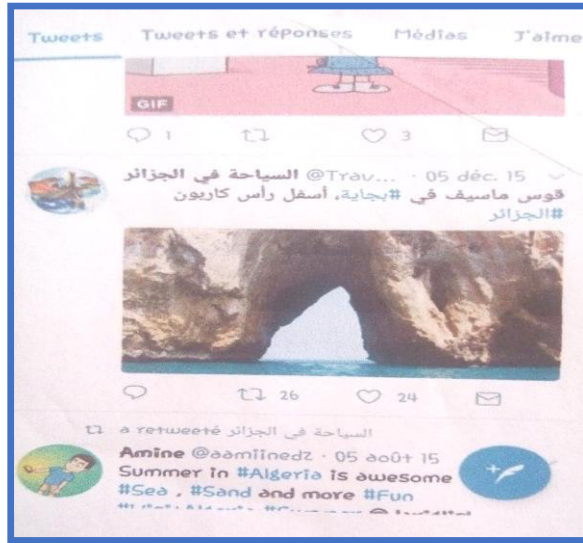 Tweets Tweets et réponses Médias J'aime
GIF
1 3
السياحة في الجزائر @Trav... · 05 déc. 15
قوس ماسيف في #بجاية، أسفل رأس كاربون
#الجزائر
26 24
السياحة في الجزائر a retweeté
Amine @aamiinedz · 05 août 15
Summer in #Algeria is awesome
#Sea , #Sand and more #Fun